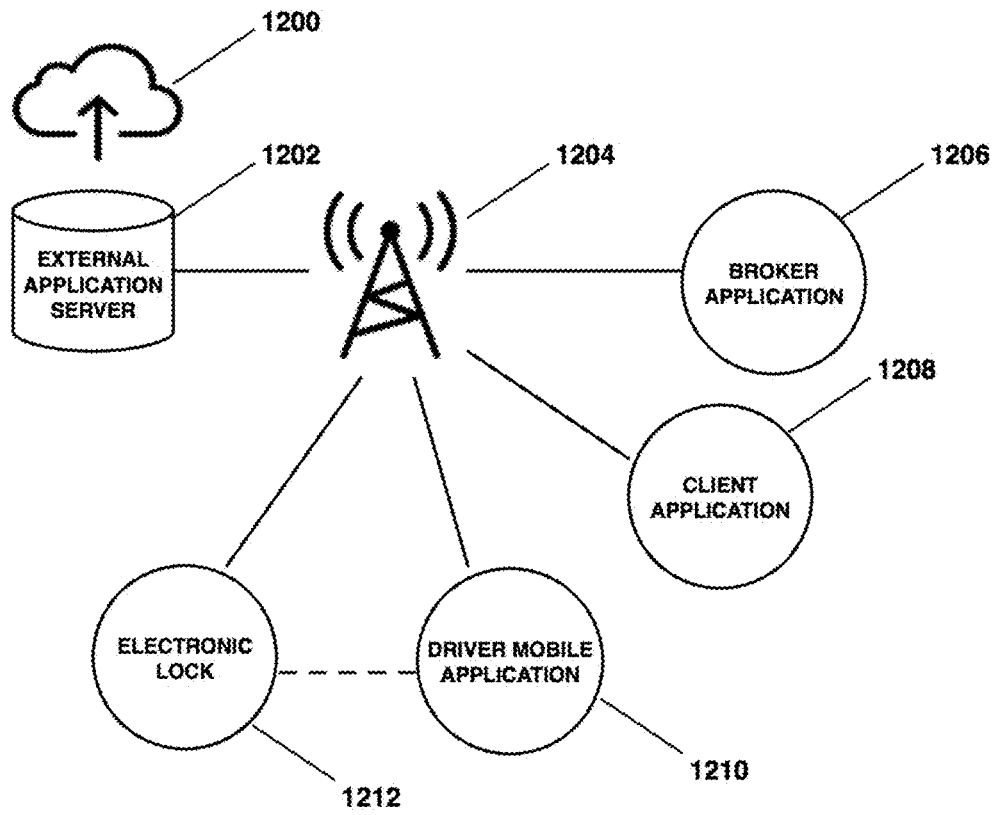 1200
1202
1204
1206
EXTERNAL
APPLICATION
SERVER
BROKER
APPLICATION
1208
CLIENT
APPLICATION
ELECTRONIC
LOCK
DRIVER MOBILE
APPLICATION
1210
1212